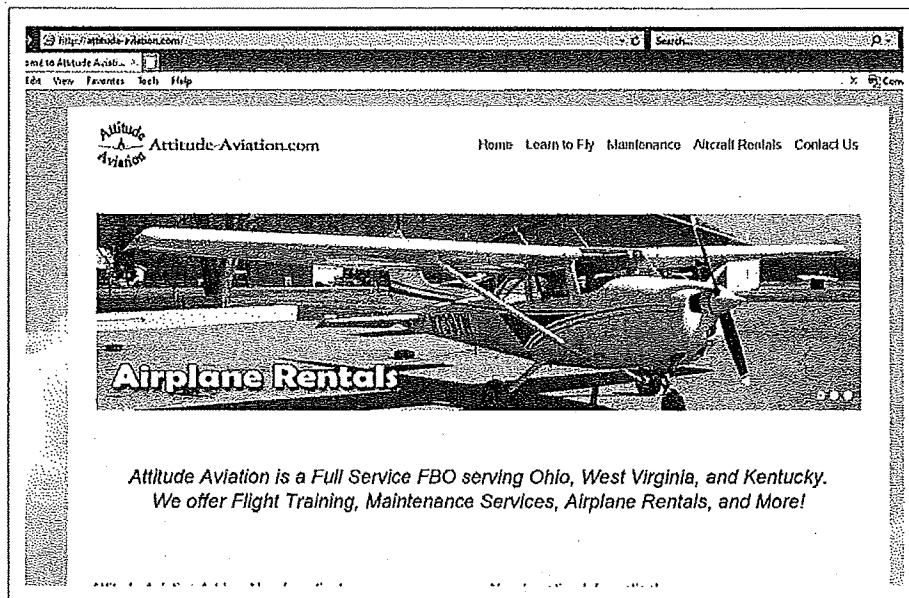 http://attitude-aviation.com/
Search...
Edit View Favorites Tools Help
Attitude
Aviation
Attitude-Aviation.com
Home Learn to Fly Maintenance Aircraft Rentals Contact Us
Airplane Rentals
Attitude Aviation is a Full Service FBO serving Ohio, West Virginia, and Kentucky.
We offer Flight Training, Maintenance Services, Airplane Rentals, and More!